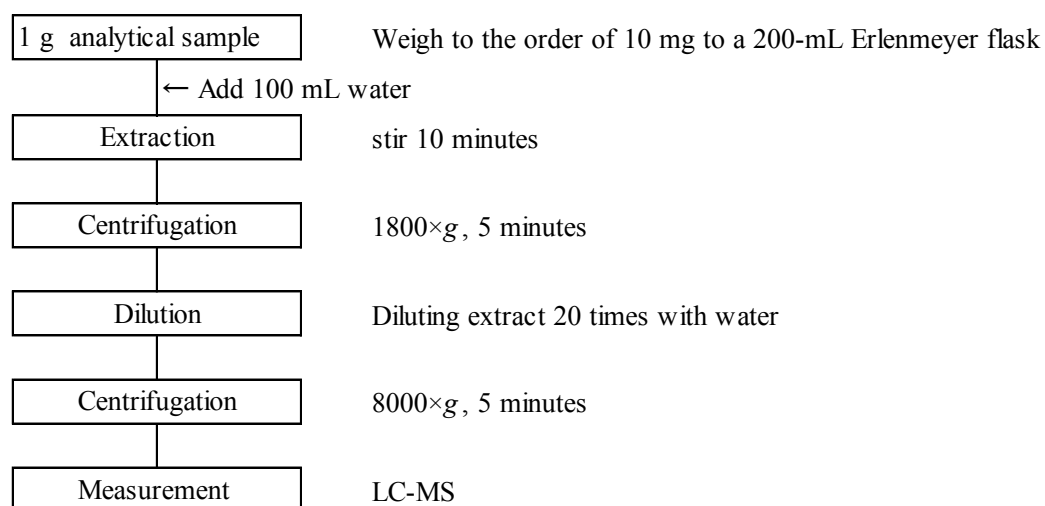 1 g analytical sample Weigh to the order of 10 mg to a 200-mL Erlenmeyer flask
← Add 100 mL water
Extraction stir 10 minutes
Centrifugation 1800×g, 5 minutes
Dilution Diluting extract 20 times with water
Centrifugation 8000×g, 5 minutes
Measurement LC-MS